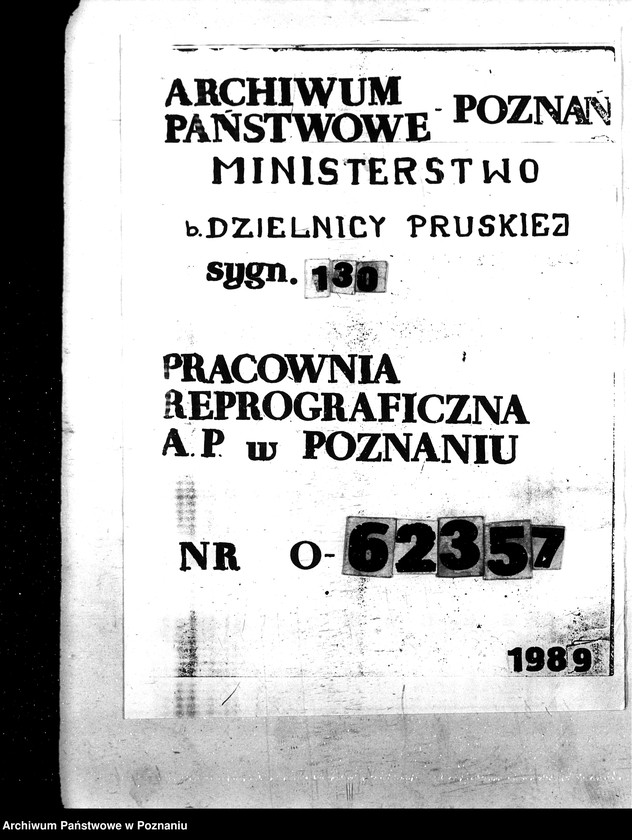 ARCHIWUM
PAŃSTWOWE - POZNAŃ
MINISTERSTWO
b. DZIELNICY PRUSKIEJ
sygn. 130
PRACOWNIA
REPROGRAFICZNA
A.P. w POZNANIU
NR O-62357
1989
Archiwum Państwowe w Poznaniu